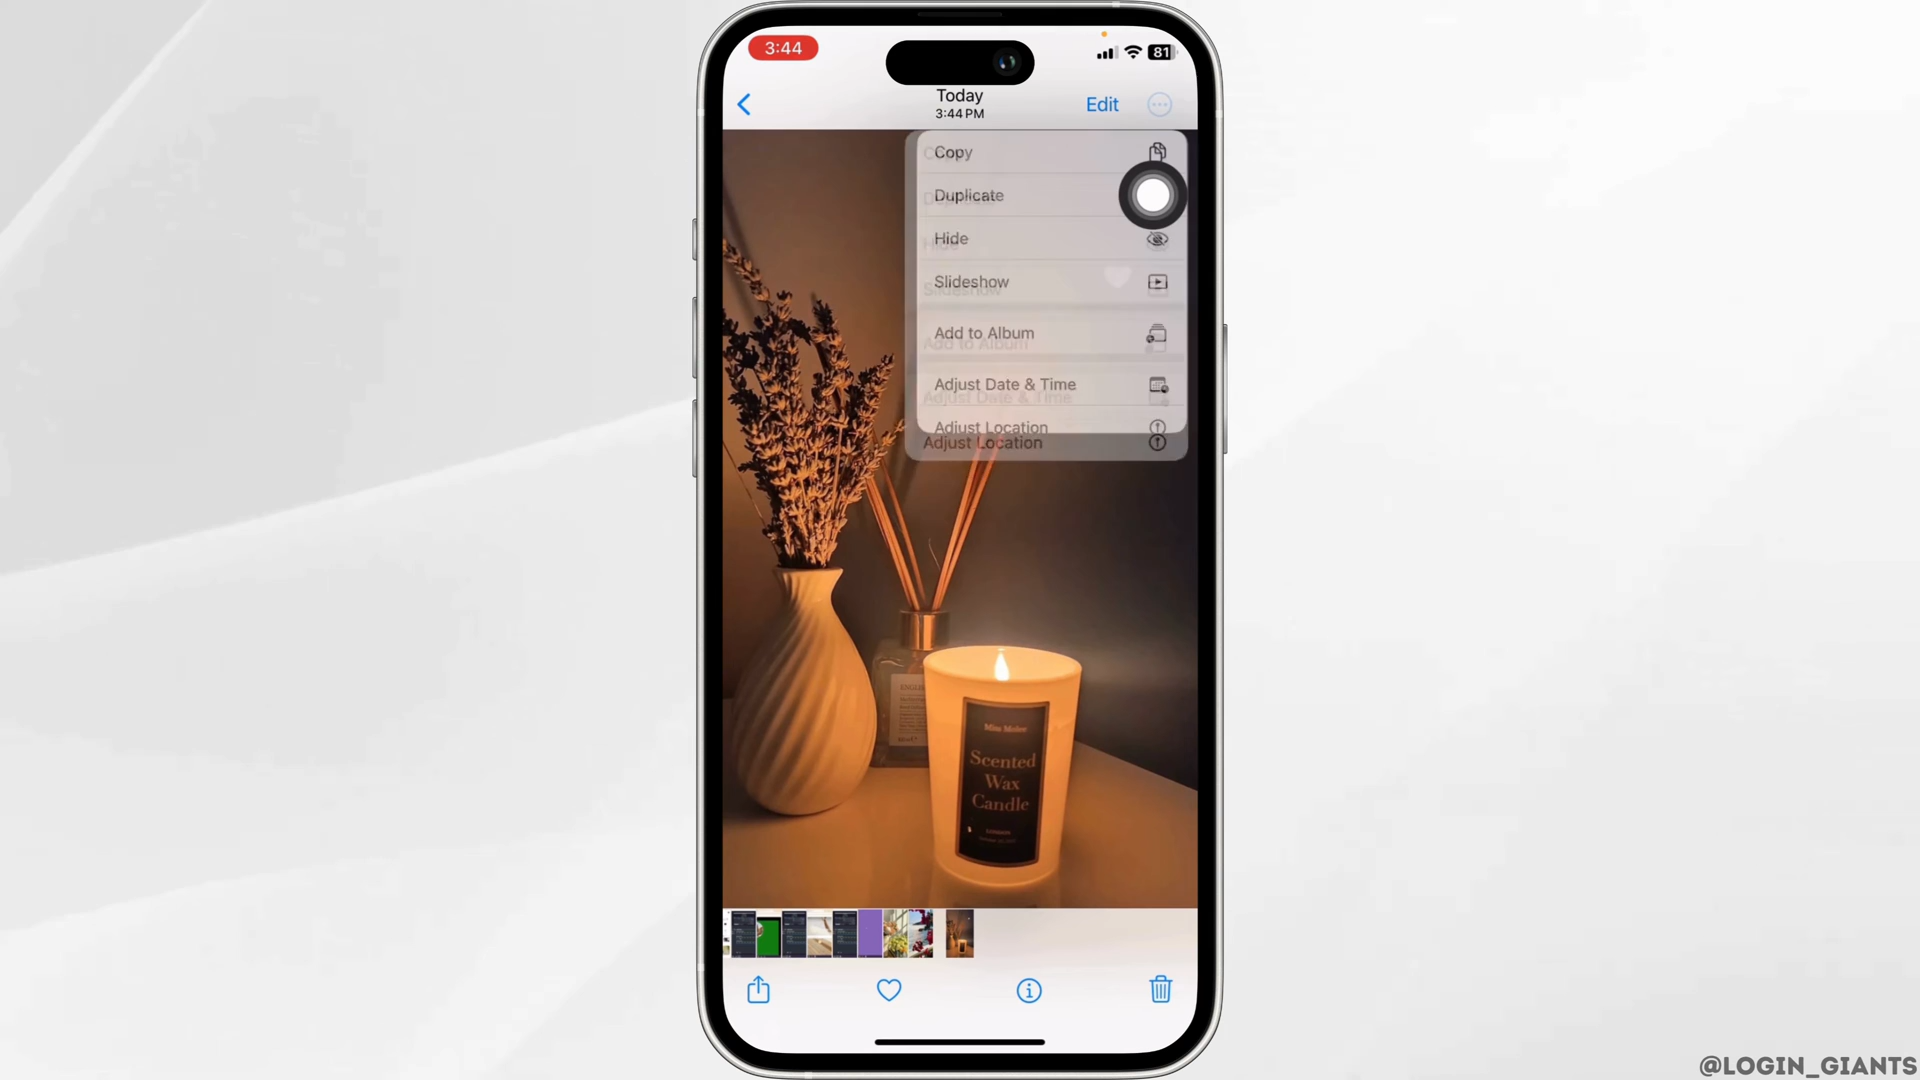 3:44
81
Today
3:44 PM
Edit
Copy
Duplicate
Hide
Slideshow
Add to Album
Adjust Date & Time
Adjust Location
Adjust Location
Scented
Wax
Candle
LONDON
@LOGIN_GIANTS